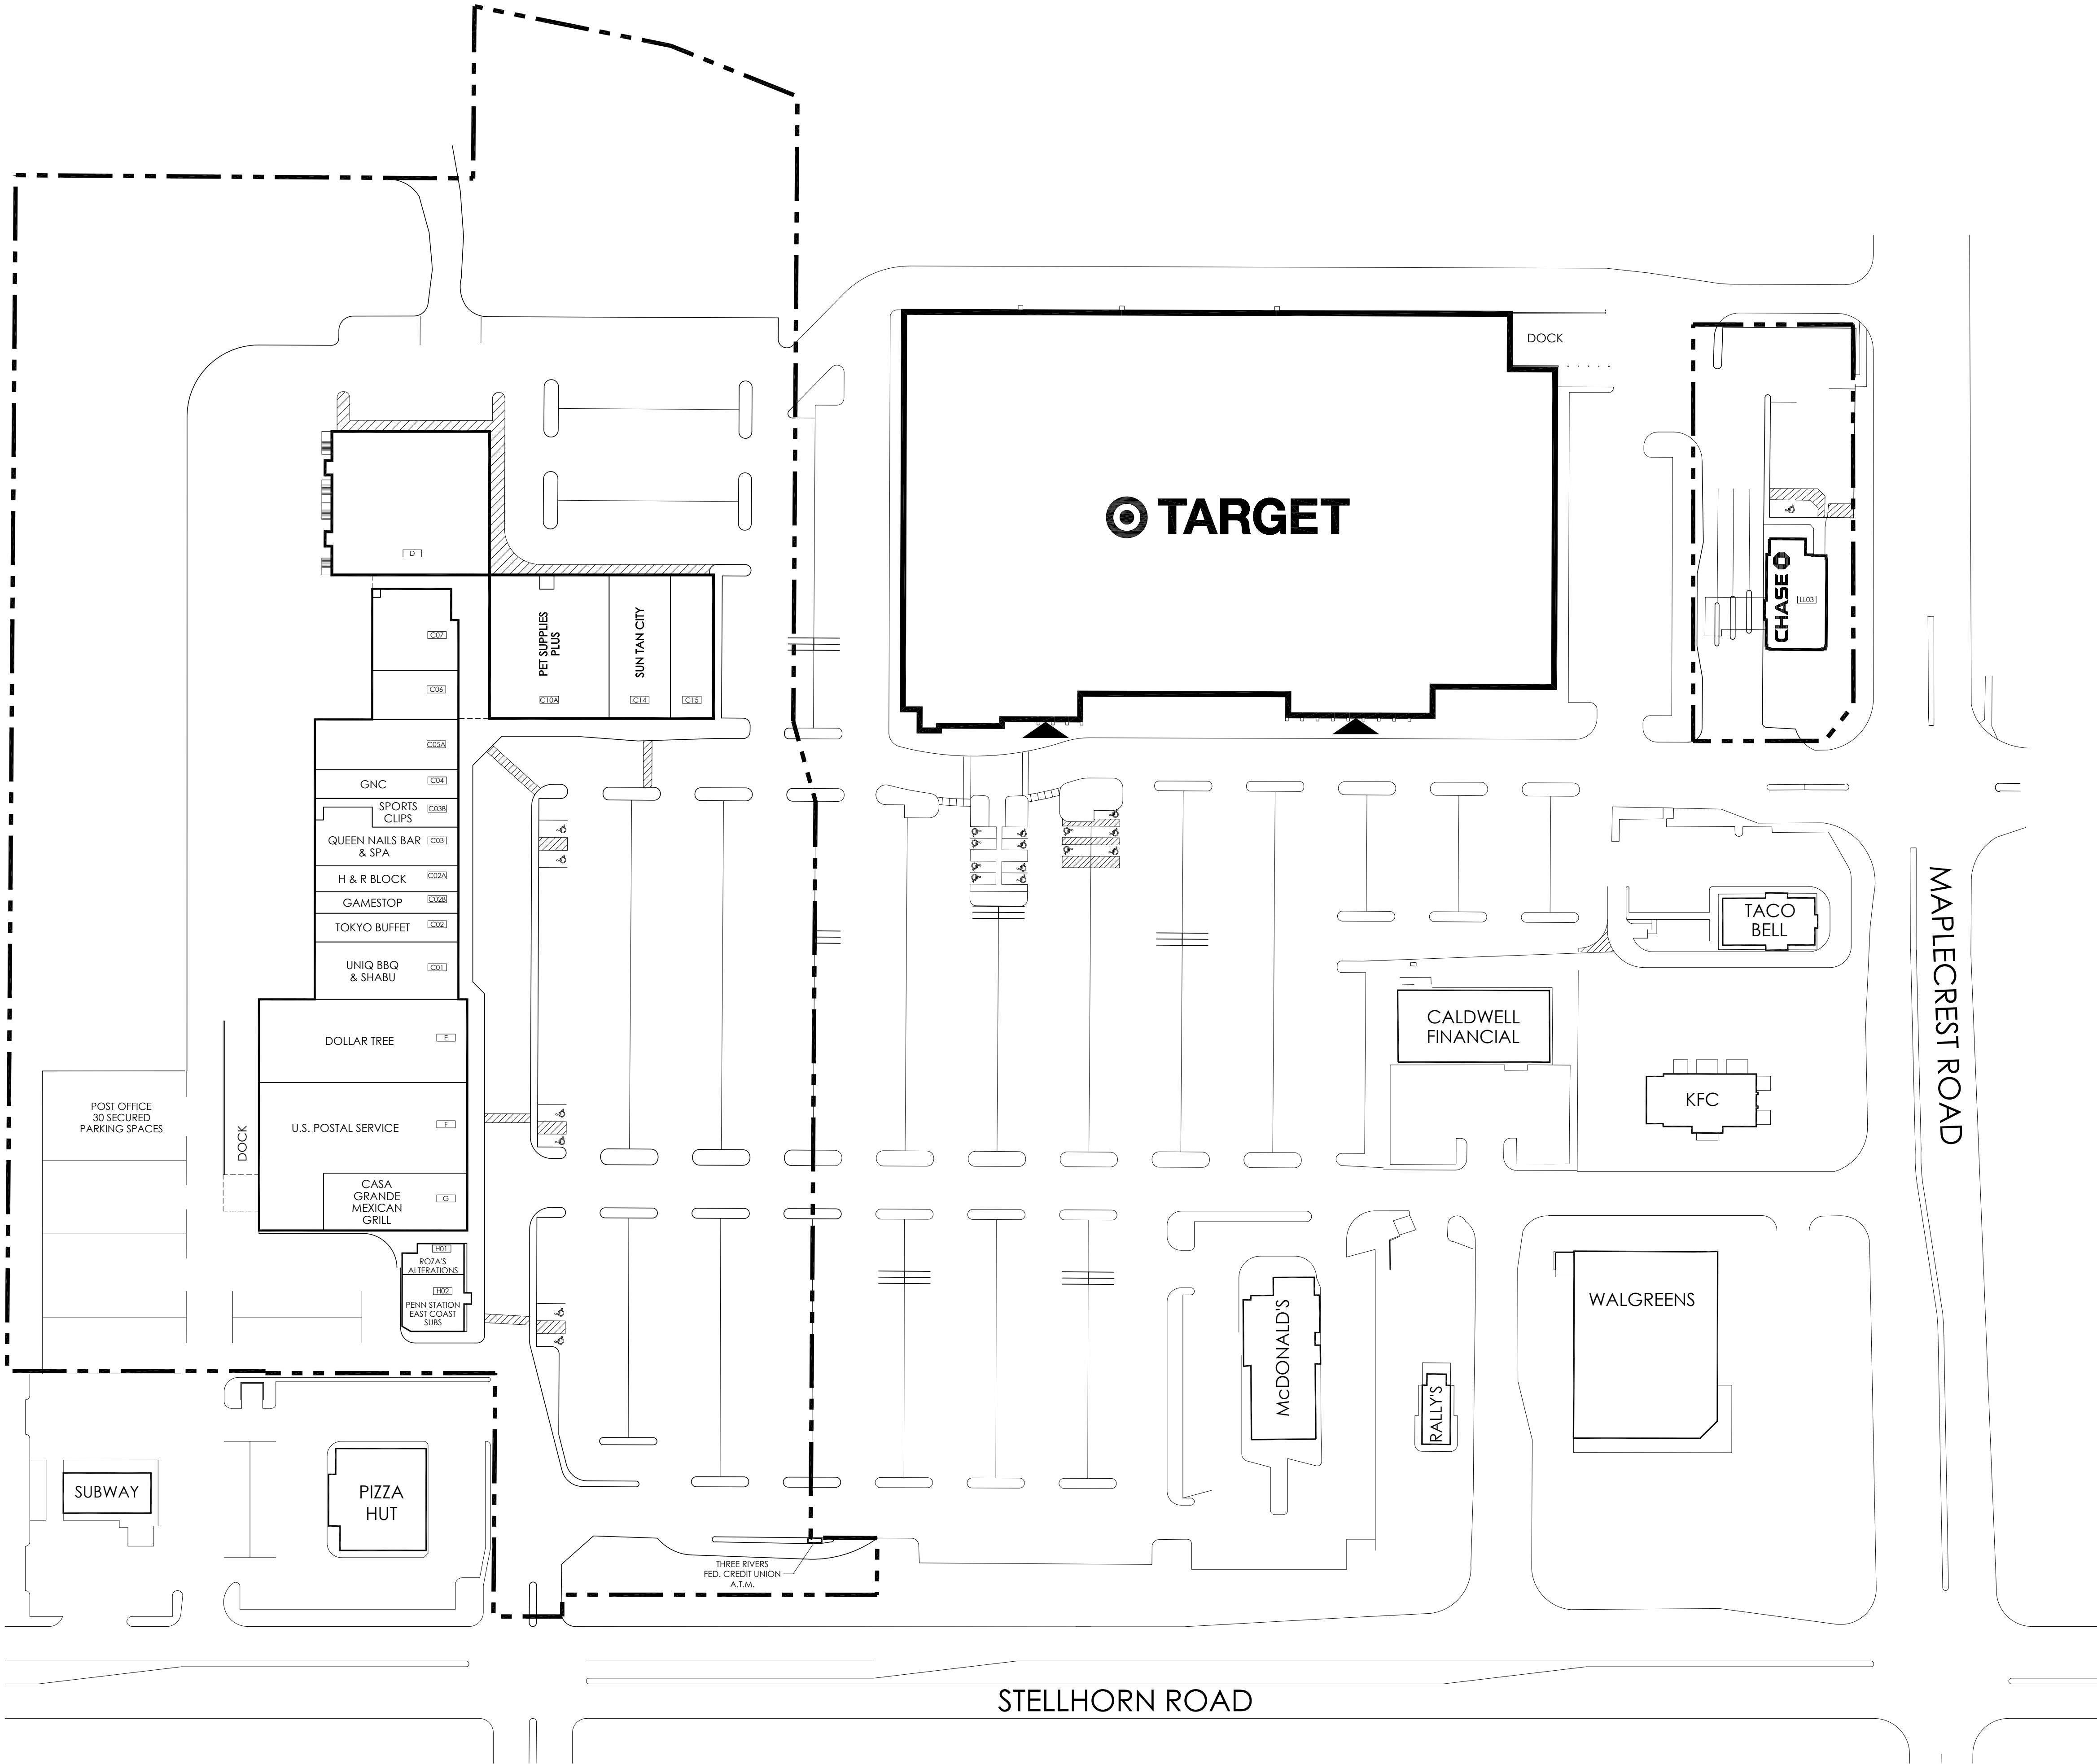 DOCK
TARGET
D
CHASE
LL03
C07
PET SUPPLIES
PLUS
SUN TAN CITY
C06
C10A
C14
C15
C05A
GNC
C04
SPORTS
CLIPS
C03B
QUEEN NAILS BAR
& SPA
C03
H & R BLOCK
C02A
GAMESTOP
C02B
TOKYO BUFFET
C02
UNIQ BBQ
& SHABU
C01
TACO
BELL
MAPLECREST ROAD
CALDWELL
FINANCIAL
DOLLAR TREE
E
KFC
POST OFFICE
30 SECURED
PARKING SPACES
DOCK
U.S. POSTAL SERVICE
F
CASA
GRANDE
MEXICAN
GRILL
G
H01
ROZA'S
ALTERATIONS
H02
PENN STATION
EAST COAST
SUBS
McDONALD'S
RALLY'S
WALGREENS
SUBWAY
PIZZA
HUT
THREE RIVERS
FED. CREDIT UNION
A.T.M.
STELLHORN ROAD